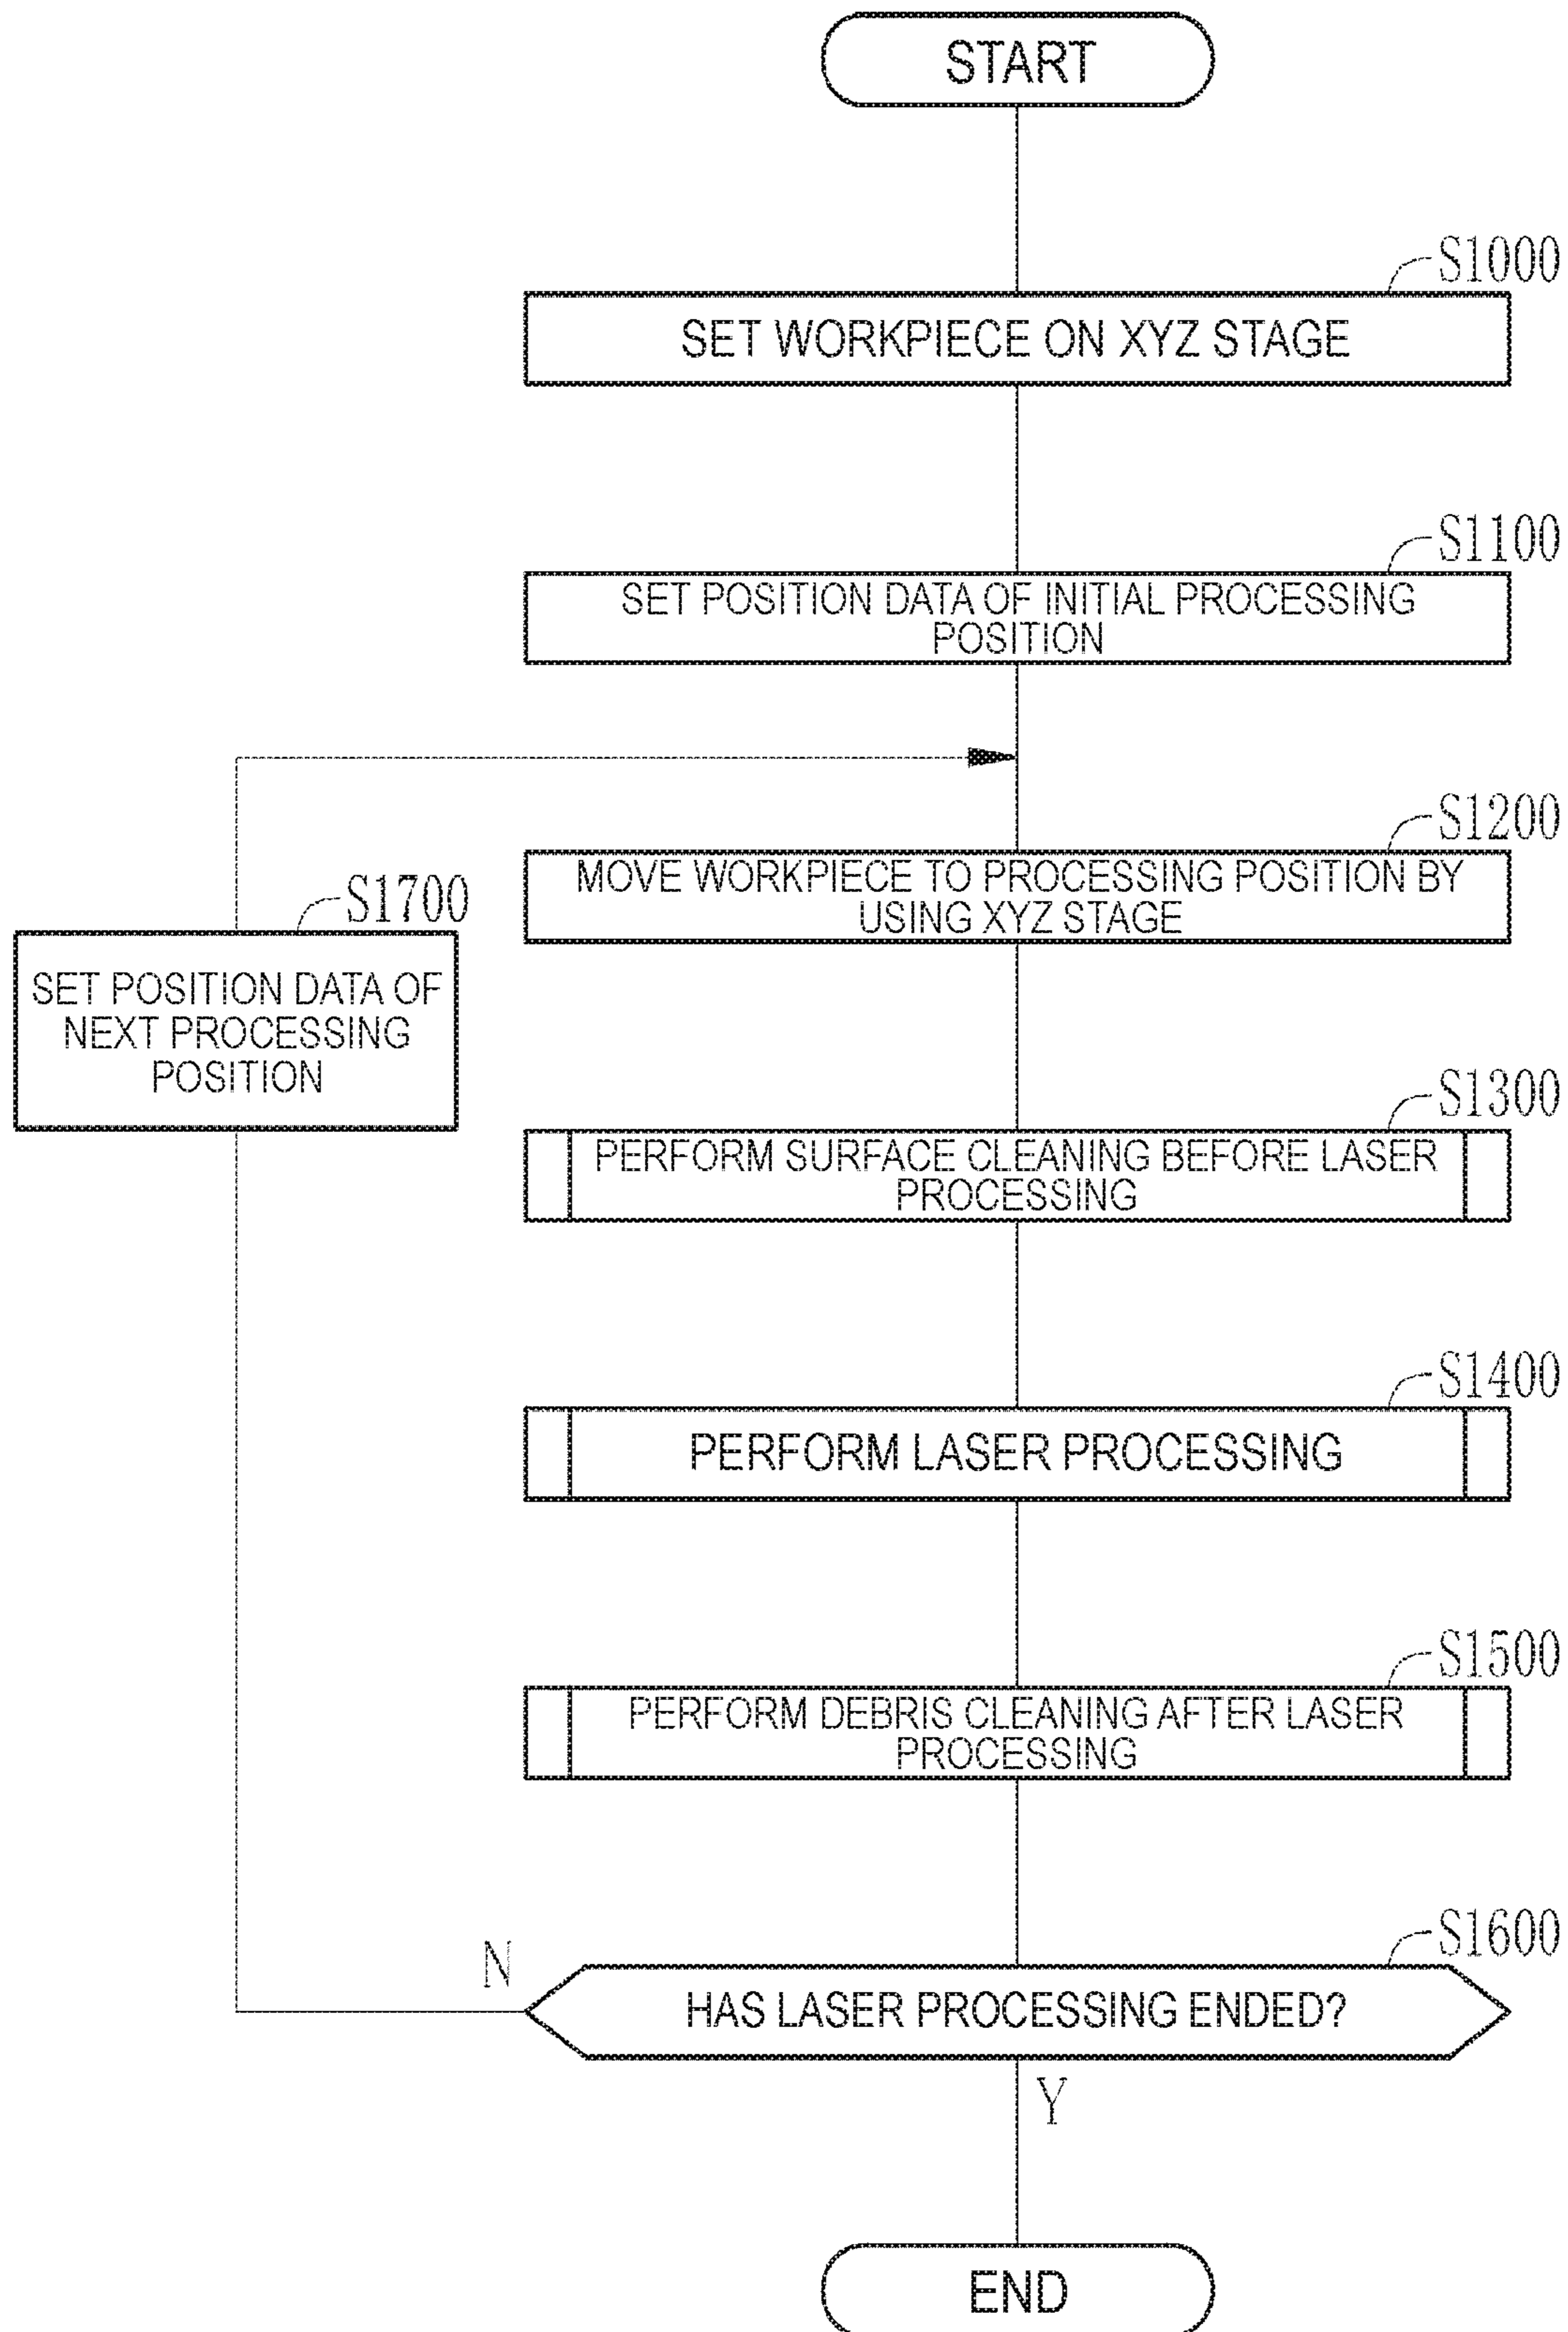 START
S1000
SET WORKPIECE ON XYZ STAGE
S1100
SET POSITION DATA OF INITIAL PROCESSING
POSITION
S1200
MOVE WORKPIECE TO PROCESSING POSITION BY
USING XYZ STAGE
S1700
SET POSITION DATA OF
NEXT PROCESSING
POSITION
S1300
PERFORM SURFACE CLEANING BEFORE LASER
PROCESSING
S1400
PERFORM LASER PROCESSING
S1500
PERFORM DEBRIS CLEANING AFTER LASER
PROCESSING
S1600
N
HAS LASER PROCESSING ENDED?
Y
END